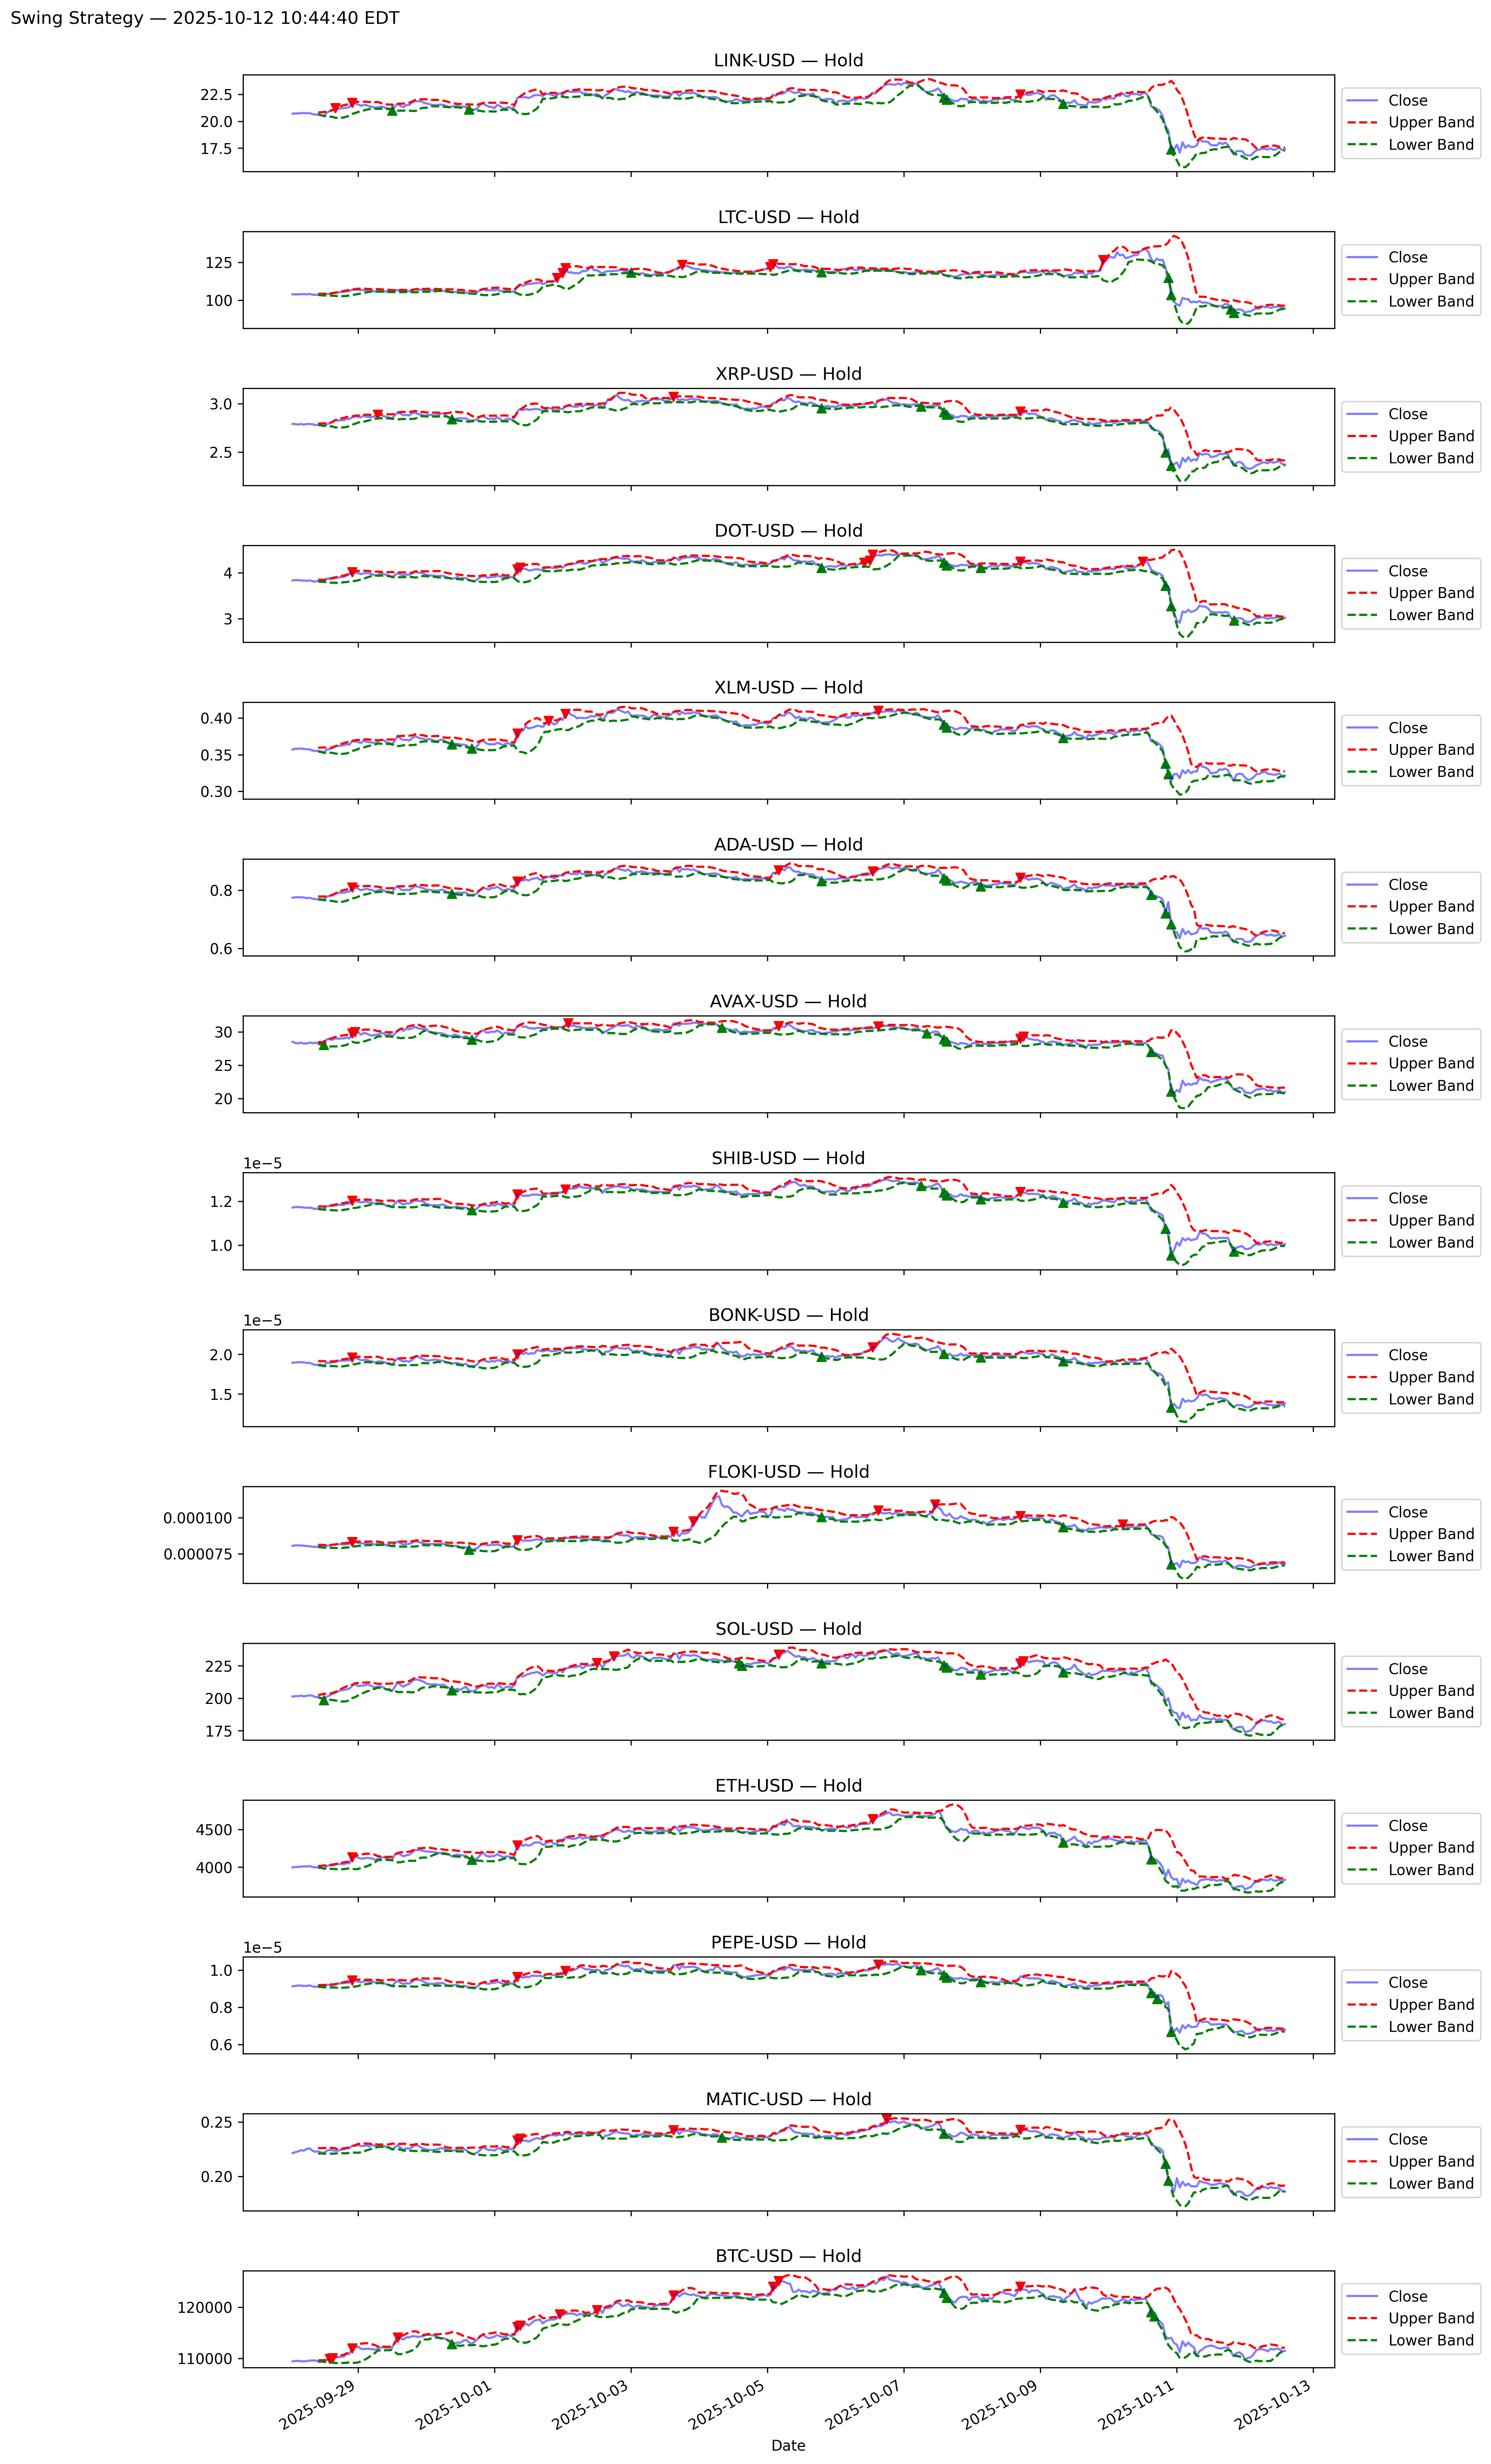 Swing Strategy — 2025-10-12 10:44:40 EDT
LINK-USD — Hold
22.5
20.0
17.5
Close
Upper Band
Lower Band
LTC-USD — Hold
125
100
Close
Upper Band
Lower Band
XRP-USD — Hold
3.0
2.5
Close
Upper Band
Lower Band
DOT-USD — Hold
4
3
Close
Upper Band
Lower Band
XLM-USD — Hold
0.40
0.35
0.30
Close
Upper Band
Lower Band
ADA-USD — Hold
0.8
0.6
Close
Upper Band
Lower Band
AVAX-USD — Hold
30
25
20
Close
Upper Band
Lower Band
SHIB-USD — Hold
1e−5
1.2
1.0
Close
Upper Band
Lower Band
BONK-USD — Hold
1e−5
2.0
1.5
Close
Upper Band
Lower Band
FLOKI-USD — Hold
0.000100
0.000075
Close
Upper Band
Lower Band
SOL-USD — Hold
225
200
175
Close
Upper Band
Lower Band
ETH-USD — Hold
4500
4000
Close
Upper Band
Lower Band
PEPE-USD — Hold
1e−5
1.0
0.8
0.6
Close
Upper Band
Lower Band
MATIC-USD — Hold
0.25
0.20
Close
Upper Band
Lower Band
BTC-USD — Hold
120000
110000
Close
Upper Band
Lower Band
2025-09-29
2025-10-01
2025-10-03
2025-10-05
2025-10-07
2025-10-09
2025-10-11
2025-10-13
Date